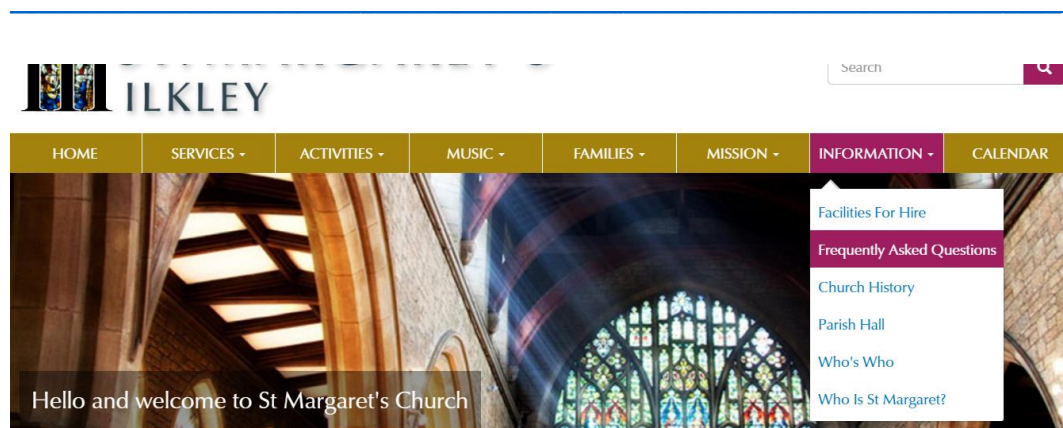 ILKLEY
Search
HOME
SERVICES
ACTIVITIES
MUSIC
FAMILIES
MISSION
INFORMATION
CALENDAR
Facilities For Hire
Frequently Asked Questions
Church History
Parish Hall
Who's Who
Who Is St Margaret?
Hello and welcome to St Margaret's Church